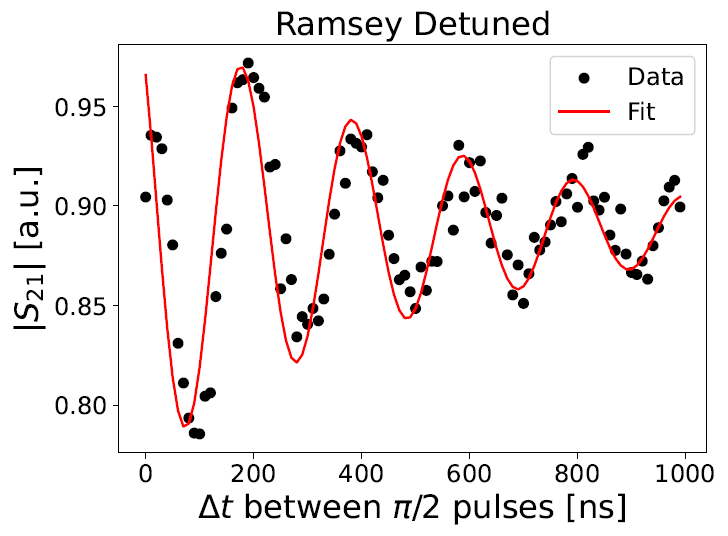 Ramsey Detuned
Data
Fit
|S₂₁| [a.u.]
0.95
0.90
0.85
0.80
0 200 400 600 800 1000
Δt between π/2 pulses [ns]